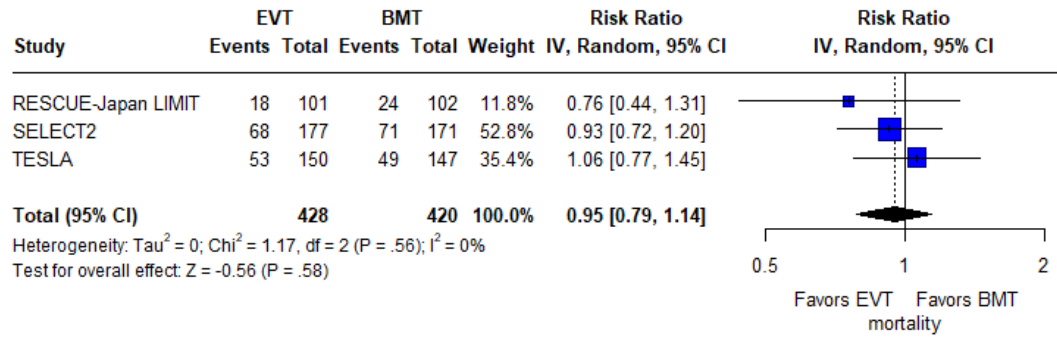 EVT BMT Risk Ratio Risk Ratio
Study Events Total Events Total Weight IV, Random, 95% CI IV, Random, 95% CI
RESCUE-Japan LIMIT 18 101 24 102 11.8% 0.76 [0.44, 1.31]
SELECT2 68 177 71 171 52.8% 0.93 [0.72, 1.20]
TESLA 53 150 49 147 35.4% 1.06 [0.77, 1.45]
Total (95% CI) 428 420 100.0% 0.95 [0.79, 1.14]
Heterogeneity: Tau² = 0; Chi² = 1.17, df = 2 (P = .56); I² = 0%
Test for overall effect: Z = -0.56 (P = .58)
0.5 1 2
Favors EVT Favors BMT
mortality